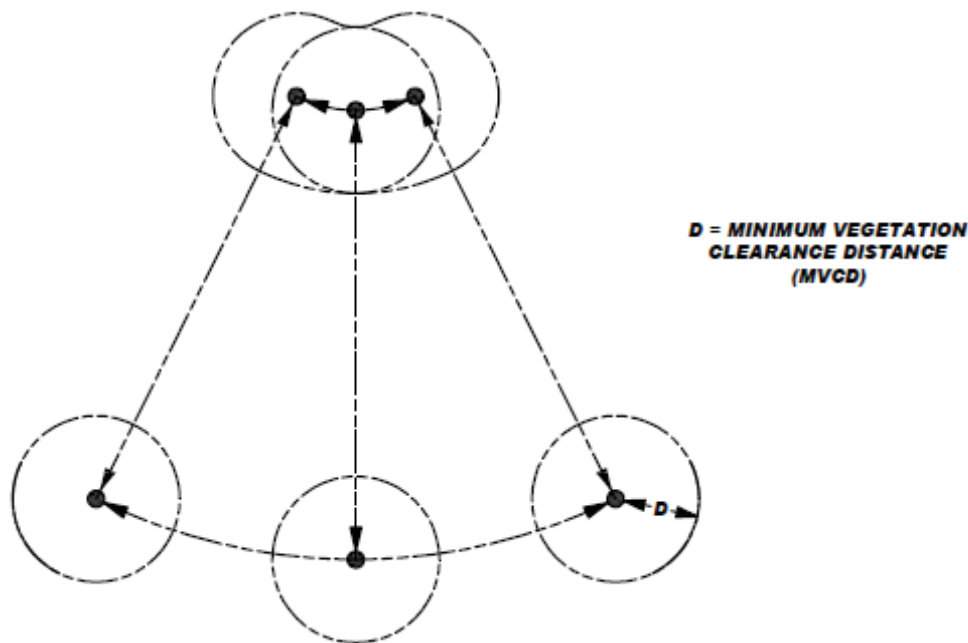 D = MINIMUM VEGETATION
CLEARANCE DISTANCE
(MVCD)
D